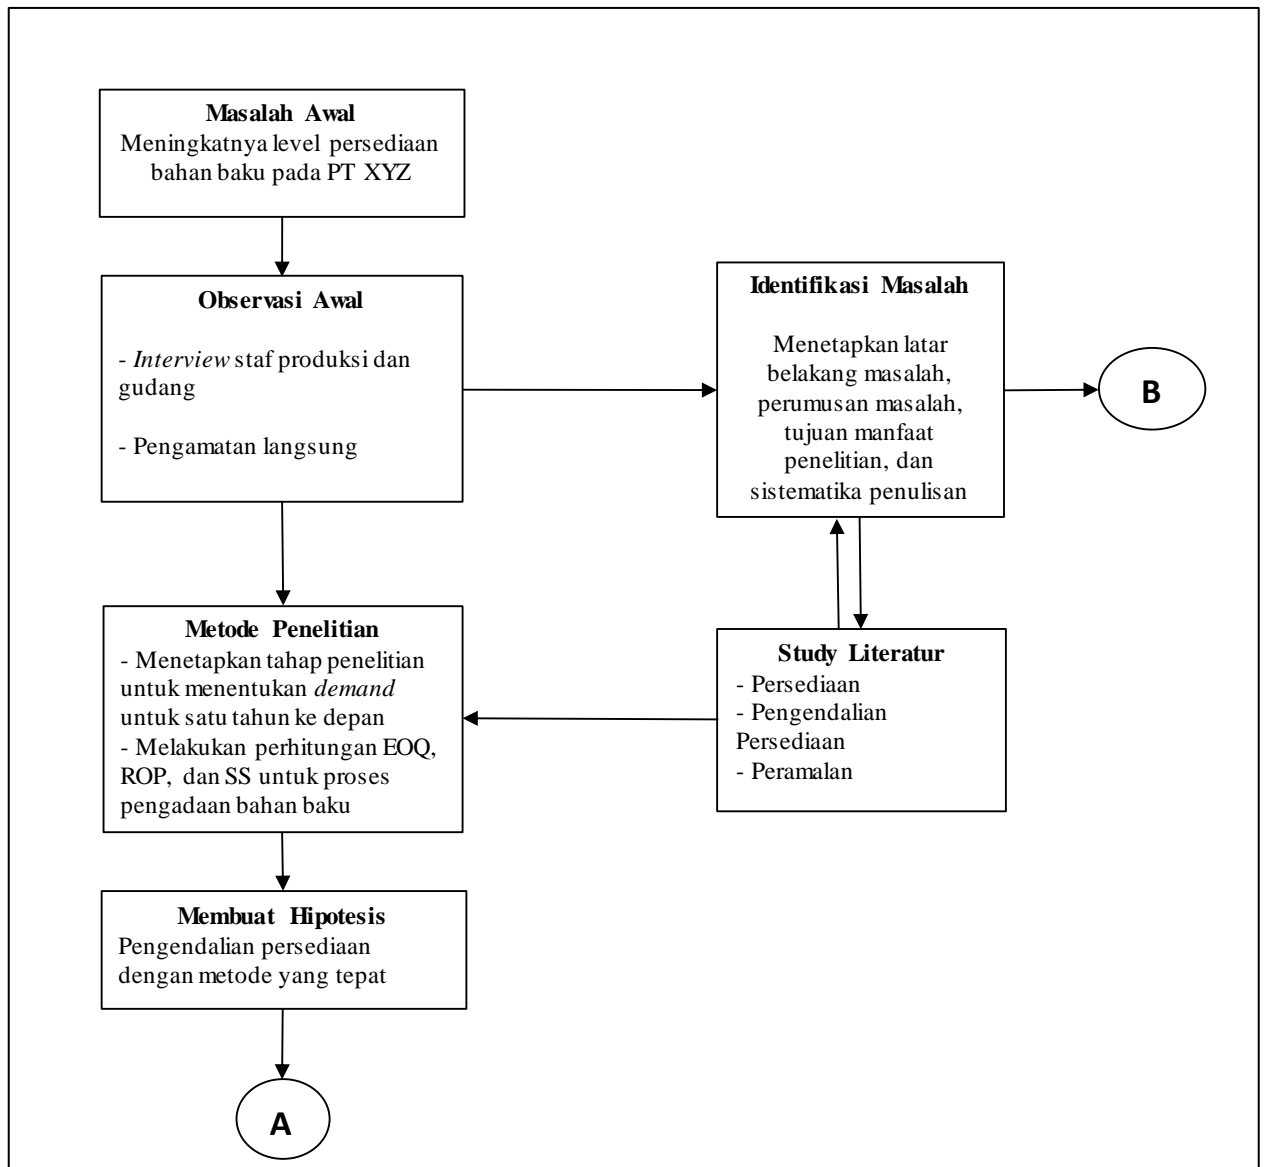 Masalah Awal
Meningkatnya level persediaan
bahan baku pada PT XYZ
Observasi Awal
- Interview staf produksi dan
gudang
- Pengamatan langsung
Identifikasi Masalah
Menetapkan latar
belakang masalah,
perumusan masalah,
tujuan manfaat
penelitian, dan
sistematika penulisan
B
Metode Penelitian
- Menetapkan tahap penelitian
untuk menentukan demand
untuk satu tahun ke depan
- Melakukan perhitungan EOQ,
ROP, dan SS untuk proses
pengadaan bahan baku
Study Literatur
- Persediaan
- Pengendalian
Persediaan
- Peramalan
Membuat Hipotesis
Pengendalian persediaan
dengan metode yang tepat
A